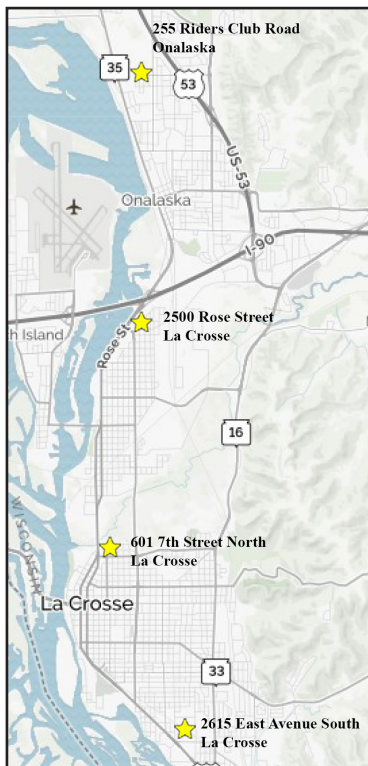 255 Riders Club Road
Onalaska
35
53
US-53
Onalaska
I-90
2500 Rose Street
La Crosse
Rose St
h Island
16
WISCONSIN
601 7th Street North
La Crosse
La Crosse
33
2615 East Avenue South
La Crosse